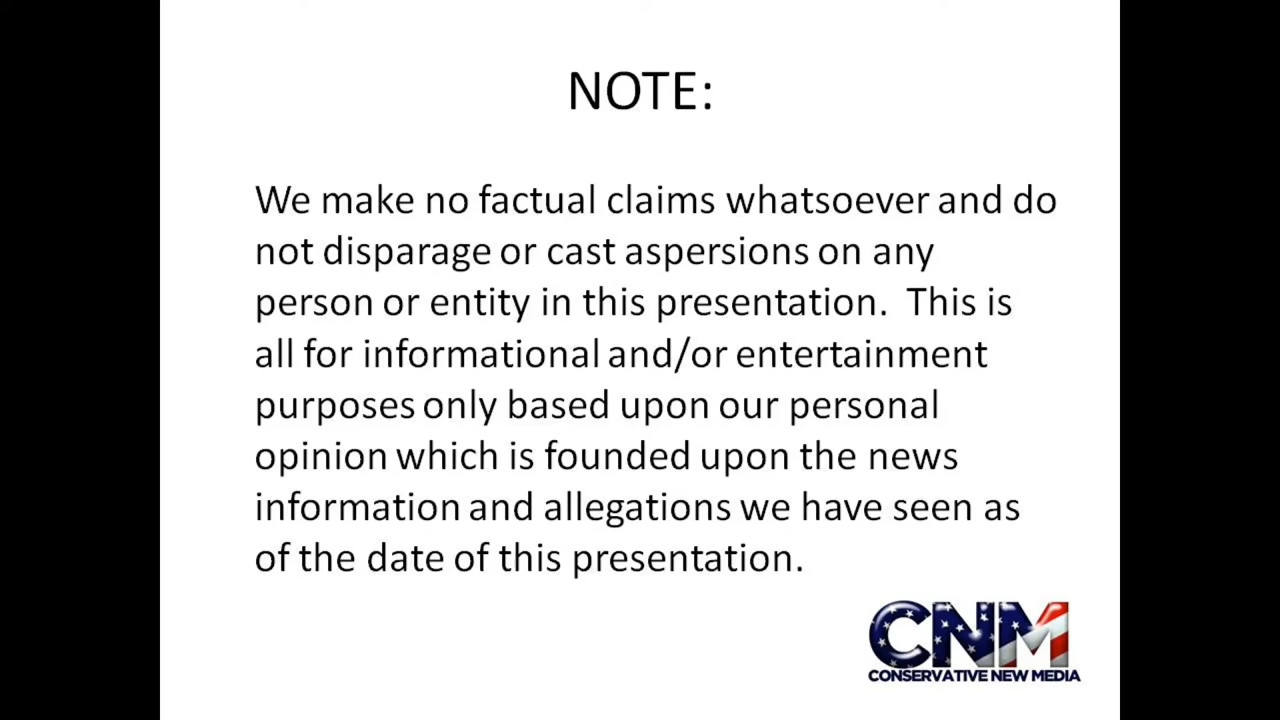 NOTE:
We make no factual claims whatsoever and do
not disparage or cast aspersions on any
person or entity in this presentation.  This is
all for informational and/or entertainment
purposes only based upon our personal
opinion which is founded upon the news
information and allegations we have seen as
of the date of this presentation.
CNM
CONSERVATIVE NEW MEDIA